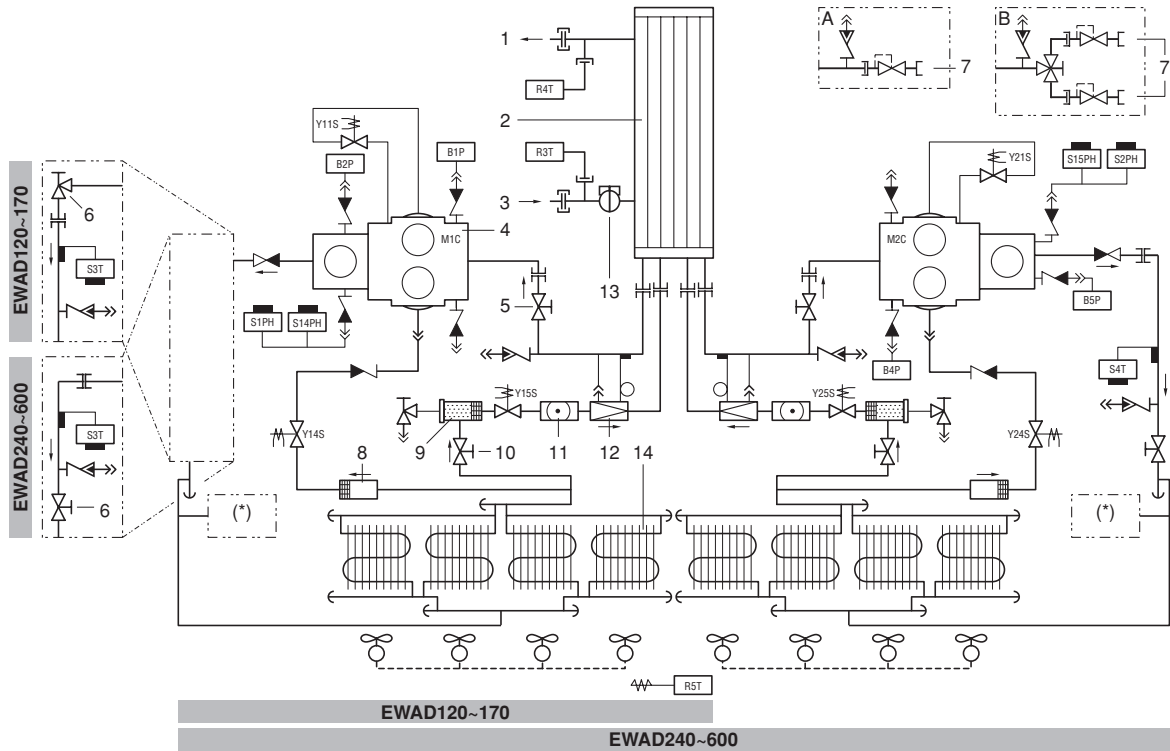 A
B
1
7
7
R4T
2
Y11S
B2P
B1P
R3T
Y21S
S15PH
S2PH
EWAD120~170
6
S3T
3
4
M1C
M2C
13
5
S1PH
S14PH
B5P
B4P
S4T
EWAD240~600
S3T
6
Y15S
Y25S
Y14S
Y24S
9
10
11
12
14
8
(*)
(*)
R5T
EWAD120~170
EWAD240~600